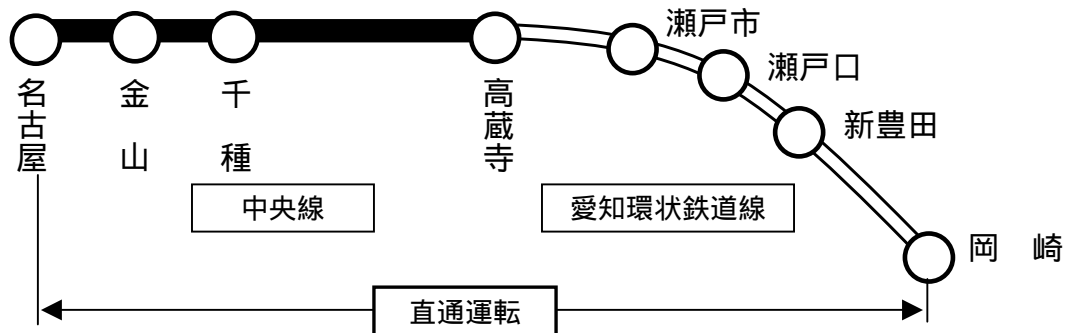 瀬戸市
瀬戸口
新豊田
岡 崎
名古屋
金 山
千 種
高蔵寺
中央線
愛知環状鉄道線
直通運転